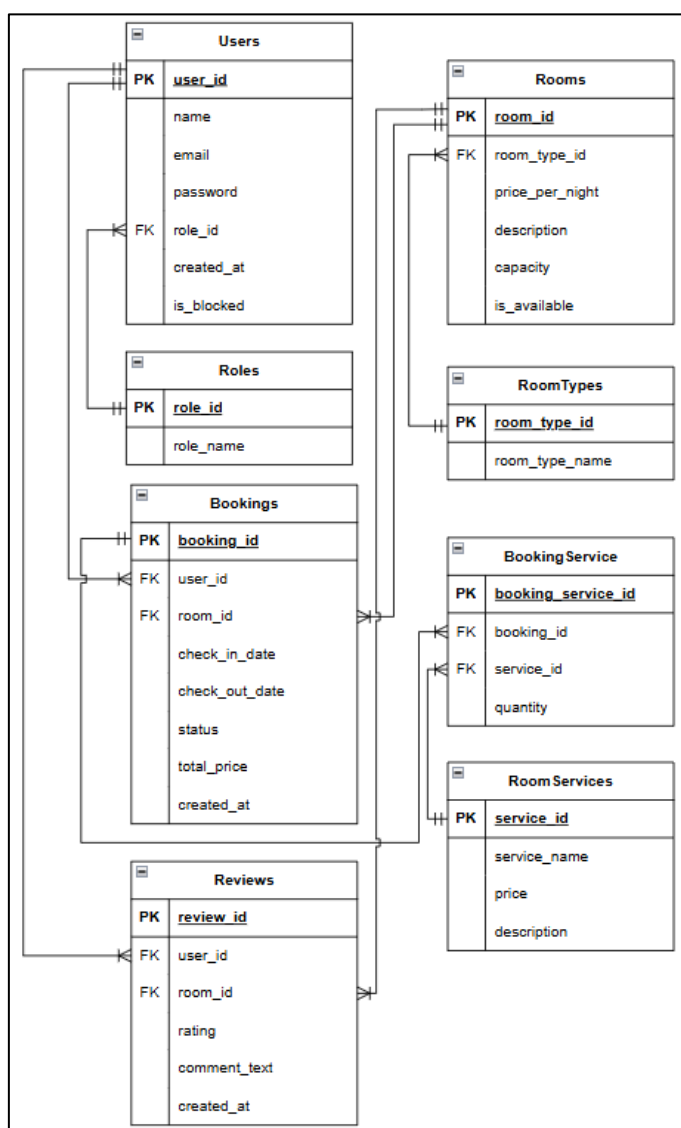 Users
PK user_id
name
email
password
FK role_id
created_at
is_blocked
Roles
PK role_id
role_name
Bookings
PK booking_id
FK user_id
FK room_id
check_in_date
check_out_date
status
total_price
created_at
Reviews
PK review_id
FK user_id
FK room_id
rating
comment_text
created_at
Rooms
PK room_id
FK room_type_id
price_per_night
description
capacity
is_available
RoomTypes
PK room_type_id
room_type_name
BookingService
PK booking_service_id
FK booking_id
FK service_id
quantity
RoomServices
PK service_id
service_name
price
description